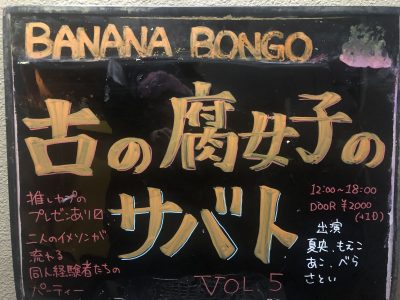 BANANA BONGO
古の腐女子の
サバト
推しカプの
プレゼンあり〼
二人のイメソンが
流れる
同人経験者たちの
パーティー
12:00~18:00
DOOR ¥2000
(+1D)
出演
夏央、もえこ
あこ、べら
さとい
VOL.5